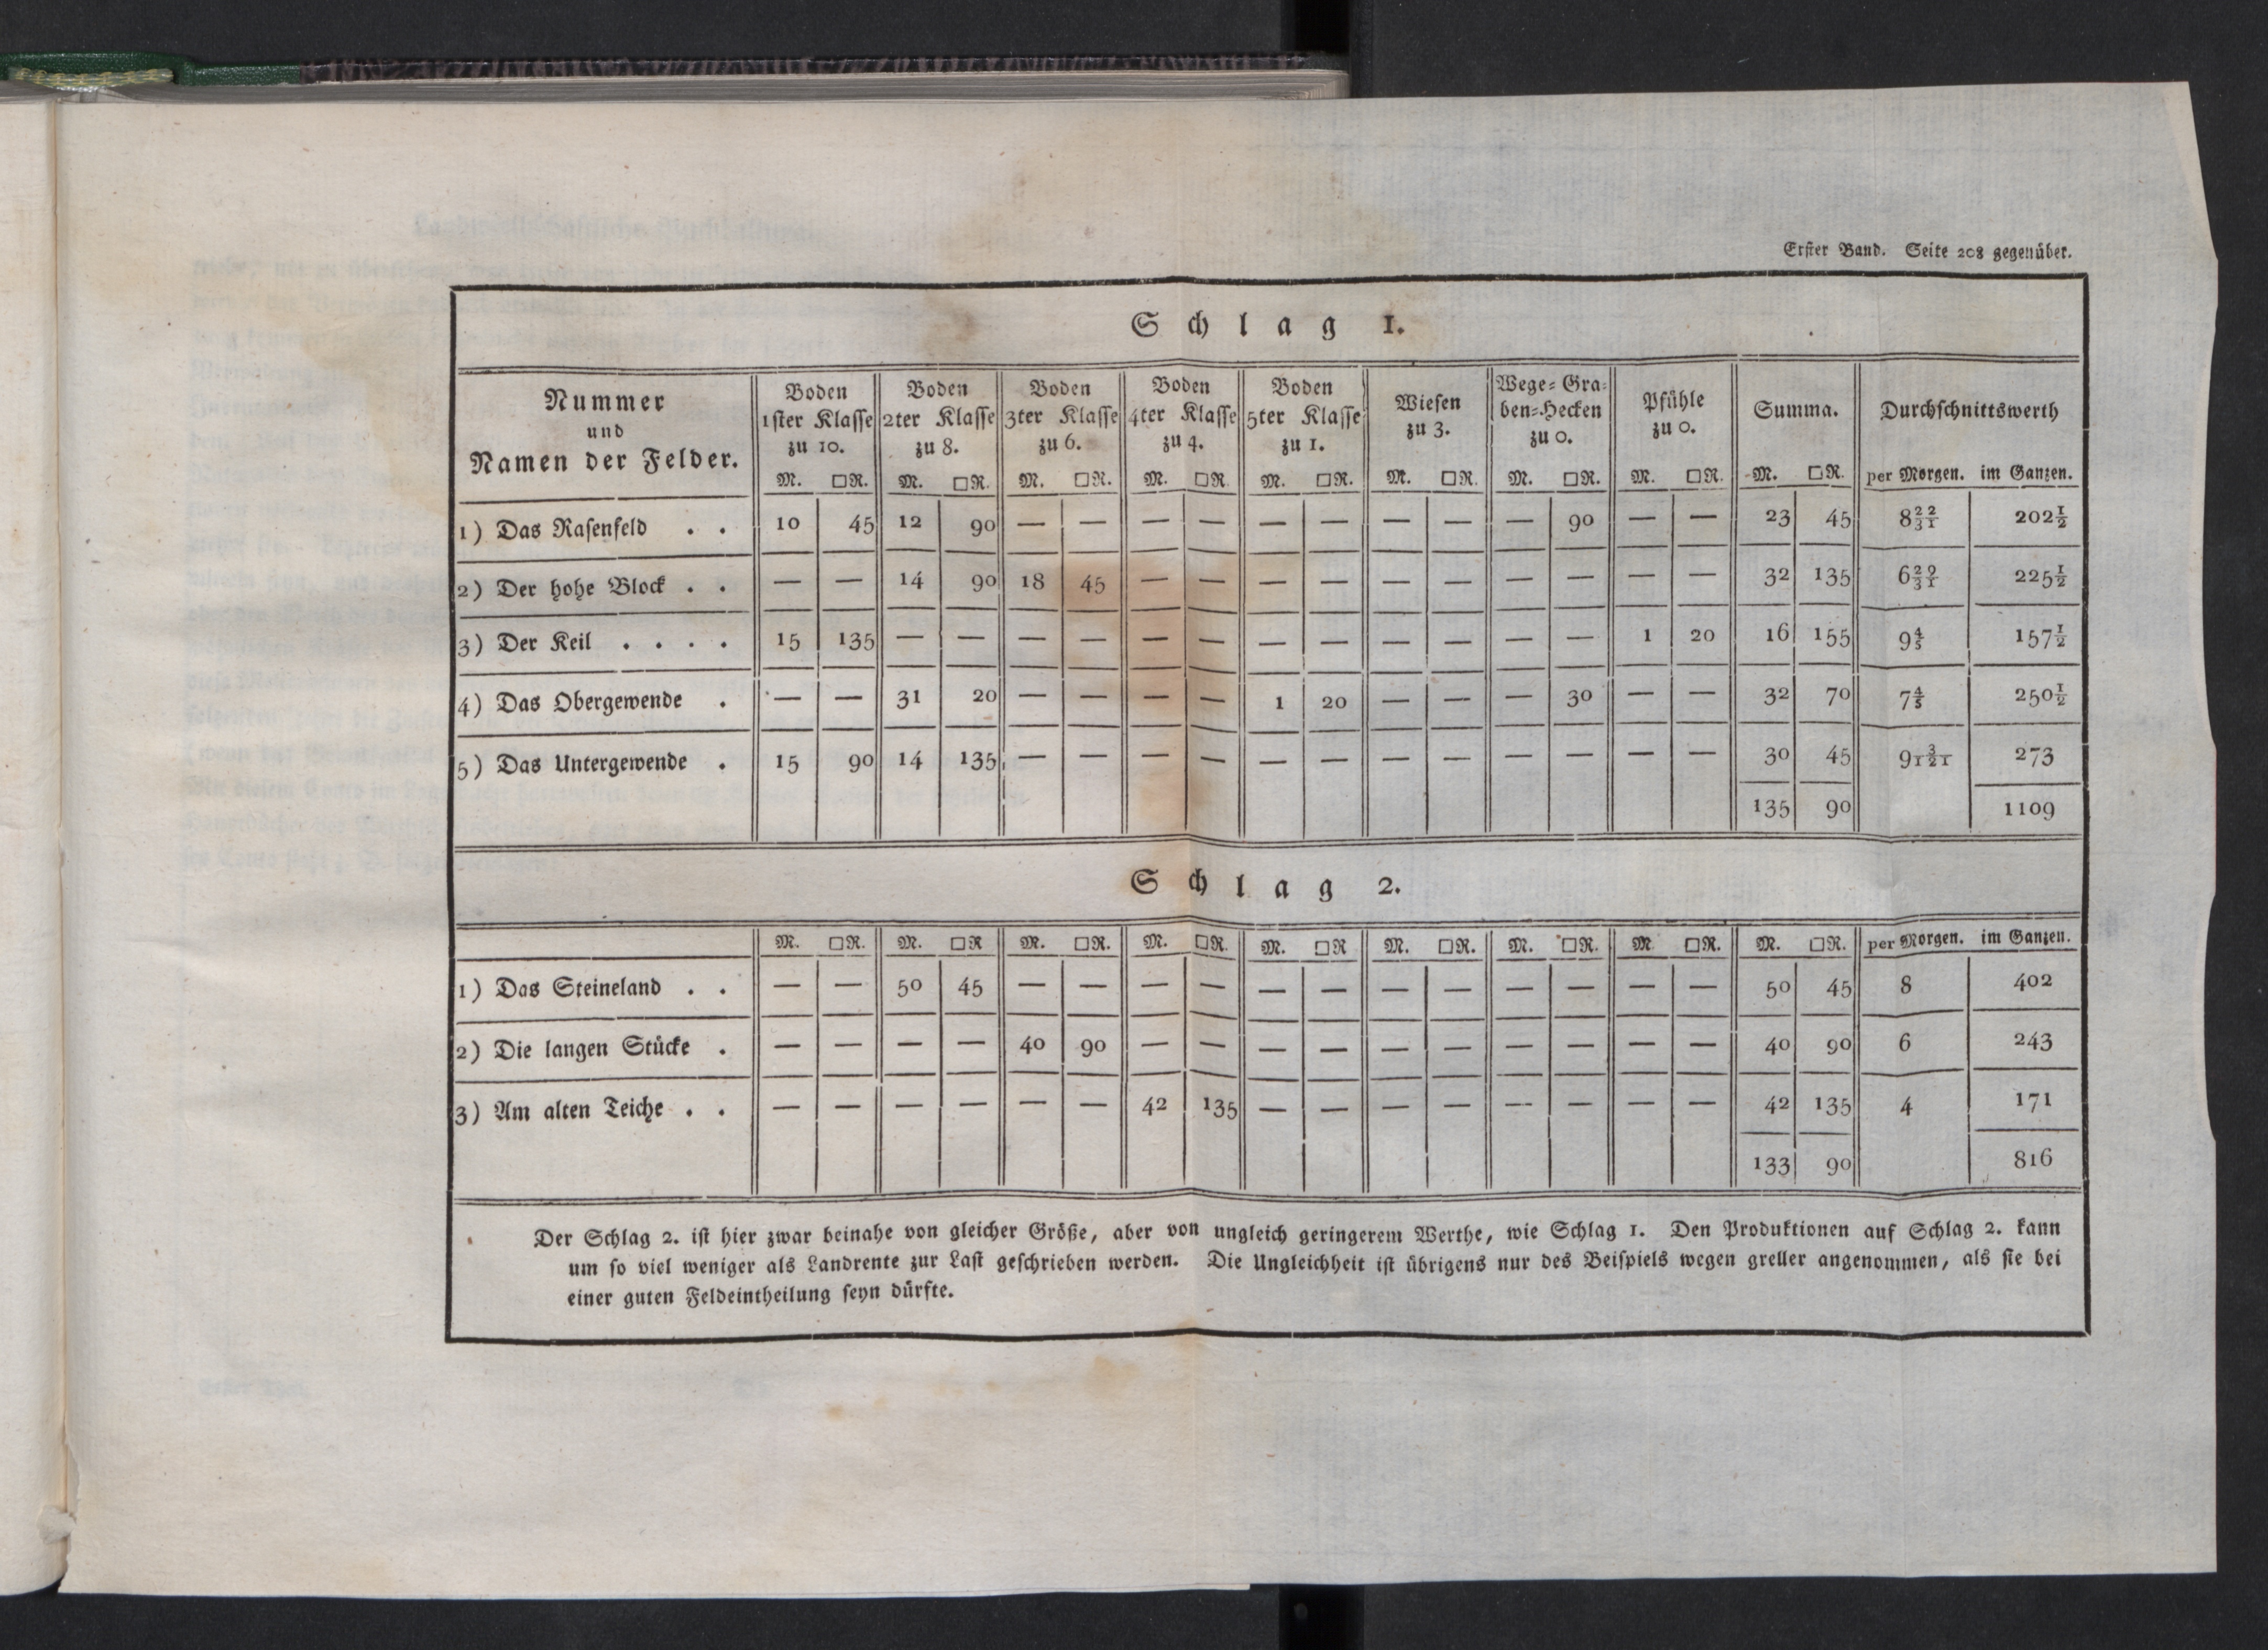 Erster Band. Seite 208 gegenüber.
Schlag 1.
Nummer und Namen der Felder. | Boden 1ster Klasse zu 10. | Boden 2ter Klasse zu 8. | Boden 3ter Klasse zu 6. | Boden 4ter Klasse zu 4. | Boden 5ter Klasse zu 1. | Wiesen zu 3. | Wege= Gra= ben=Hecken zu 0. | Pfühle zu 0. | Summa. | Durchschnittswerth
M. □R. M. □R. M. □R. M. □R. M. □R. M. □R. M. □R. M. □R. M. □R. per Morgen. im Ganzen.
1) Das Rasenfeld . . 10 45 12 90 — — — — — — — — — 90 — — 23 45 8 22/31 202 1/2
2) Der hohe Block . . — — 14 90 18 45 — — — — — — — — — — 32 135 6 29/31 225 1/2
3) Der Keil . . . . 15 135 — — — — — — — — — — — — 1 20 16 155 9 4/5 157 1/2
4) Das Obergewende . — — 31 20 — — — — 1 20 — — — 30 — — 32 70 7 4/5 250 1/2
5) Das Untergewende . 15 90 14 135 — — — — — — — — — — — — 30 45 9 3/121 273
135 90 1109
Schlag 2.
M. □R. M. □R M. □R. M. □R. M. □R M. □R. M. □R. M □R. M. □R. per Morgen. im Ganzen.
1) Das Steineland . . — — 50 45 — — — — — — — — — — — — 50 45 8 402
2) Die langen Stücke . — — — — 40 90 — — — — — — — — — — 40 90 6 243
3) Am alten Teiche . . — — — — — — 42 135 — — — — — — — — 42 135 4 171
133 90 816
Der Schlag 2. ist hier zwar beinahe von gleicher Größe, aber von ungleich geringerem Werthe, wie Schlag 1. Den Produktionen auf Schlag 2. kann
um so viel weniger als Landrente zur Last geschrieben werden. Die Ungleichheit ist übrigens nur des Beispiels wegen greller angenommen, als sie bei
einer guten Feldeintheilung seyn dürfte.